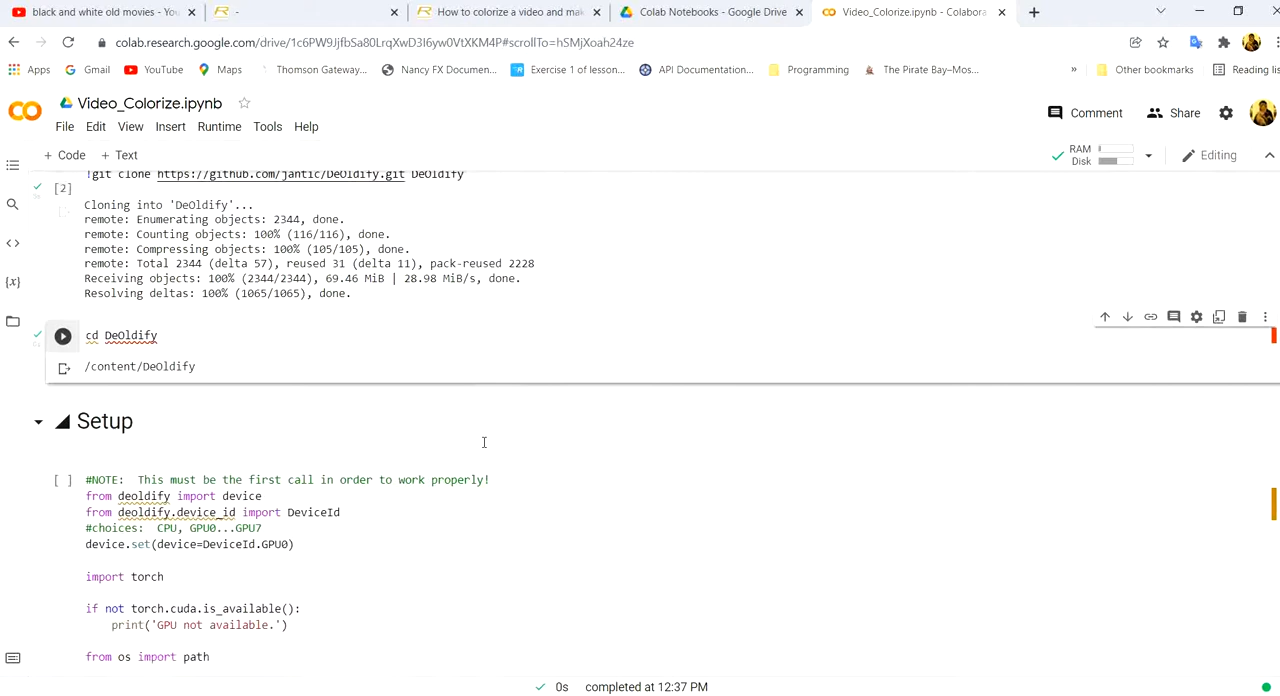 black and white old movies - You
-
How to colorize a video and mak
Colab Notebooks - Google Drive
Video_Colorize.ipynb - Colabora
colab.research.google.com/drive/1c6PW9JjfbSa80LrqXwD3I6yw0VtXKM4P#scrollTo=hSMjXoah24ze
Apps
Gmail
YouTube
Maps
Thomson Gateway...
Nancy FX Documen...
Exercise 1 of lesson...
API Documentation...
Programming
The Pirate Bay–Mos...
»
Other bookmarks
Reading lis
Video_Colorize.ipynb
File Edit View Insert Runtime Tools Help
Comment
Share
+ Code + Text
RAM
Disk
Editing
!git clone https://github.com/jantic/DeOldify.git DeOldify
[2]
Cloning into 'DeOldify'...
remote: Enumerating objects: 2344, done.
remote: Counting objects: 100% (116/116), done.
remote: Compressing objects: 100% (105/105), done.
remote: Total 2344 (delta 57), reused 31 (delta 11), pack-reused 2228
Receiving objects: 100% (2344/2344), 69.46 MiB | 28.98 MiB/s, done.
Resolving deltas: 100% (1065/1065), done.
cd DeOldify
/content/DeOldify
Setup
[ ] #NOTE: This must be the first call in order to work properly!
from deoldify import device
from deoldify.device_id import DeviceId
#choices: CPU, GPU0...GPU7
device.set(device=DeviceId.GPU0)
import torch
if not torch.cuda.is_available():
print('GPU not available.')
from os import path
0s completed at 12:37 PM